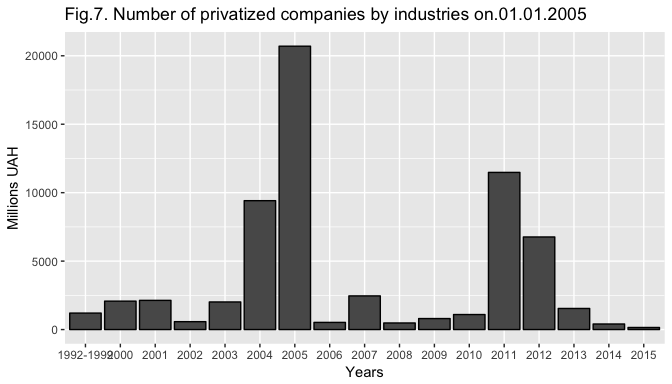 Fig.7. Number of privatized companies by industries on.01.01.2005
20000
15000
10000
5000
0
Millions UAH
1992-1999 2000 2001 2002 2003 2004 2005 2006 2007 2008 2009 2010 2011 2012 2013 2014 2015
Years